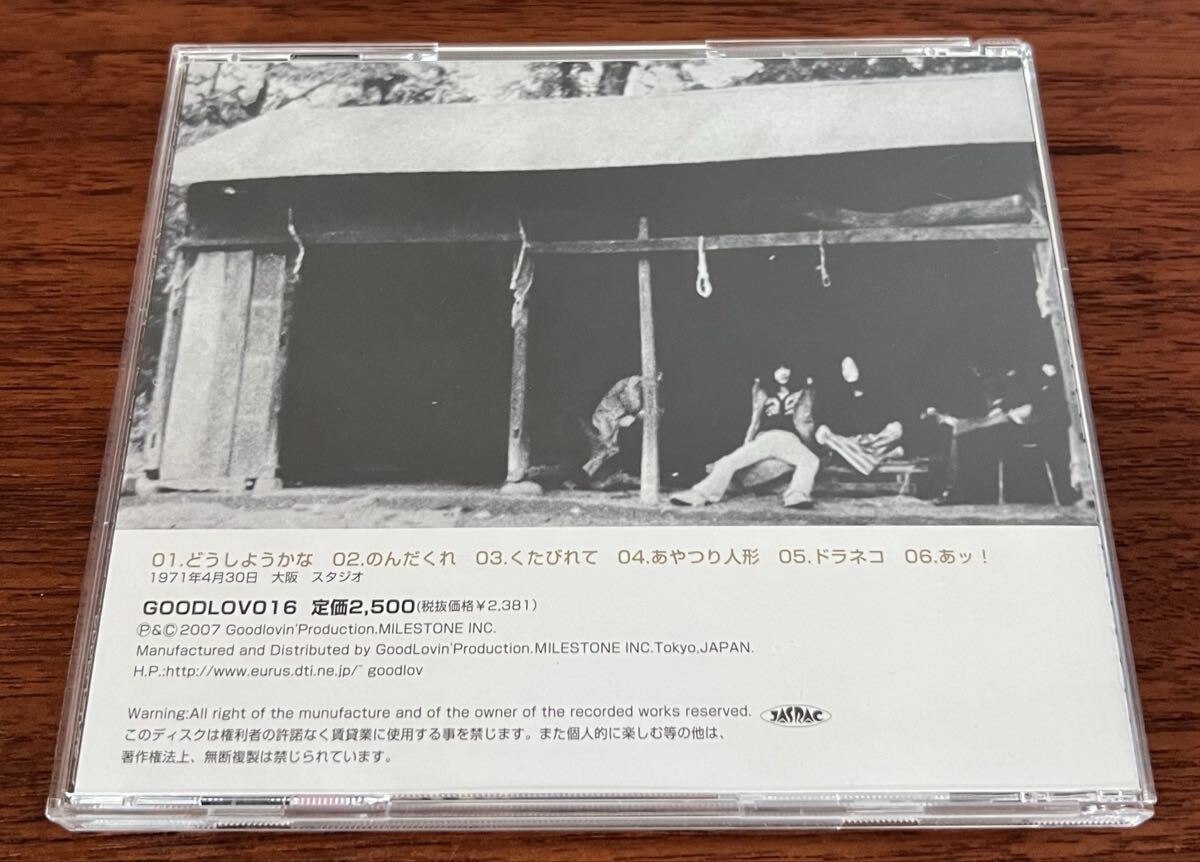 01.どうしようかな 02.のんだくれ 03.くたびれて 04.あやつり人形 05.ドラネコ 06.あッ!
1971年4月30日 大阪 スタジオ
GOODLOV016 定価2,500(税抜価格¥2,381)
℗&© 2007 Goodlovin'Production.MILESTONE INC.
Manufactured and Distributed by GoodLovin'Production.MILESTONE INC.Tokyo,JAPAN.
H.P.:http://www.eurus.dti.ne.jp/~goodlov
Warning:All right of the munufacture and of the owner of the recorded works reserved. JASRAC
このディスクは権利者の許諾なく賃貸業に使用する事を禁じます。また個人的に楽しむ等の他は、
著作権法上、無断複製は禁じられています。